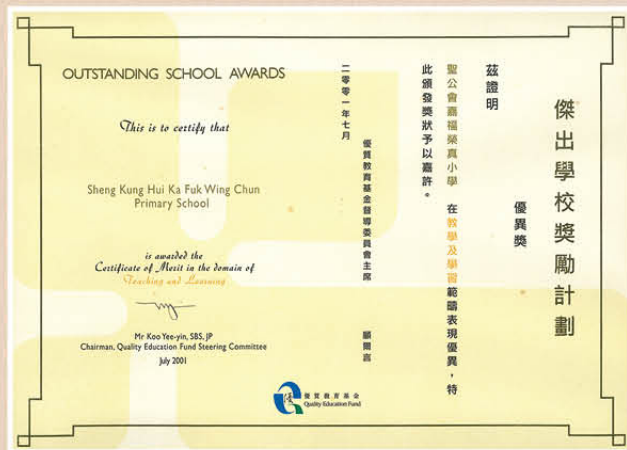 OUTSTANDING SCHOOL AWARDS
This is to certify that
Sheng Kung Hui Ka Fuk Wing Chun
Primary School
is awarded the
Certificate of Merit in the domain of
Teaching and Learning
Mr Koo Yee-yin, SBS, JP
Chairman, Quality Education Fund Steering Committee
July 2001
傑出學校獎勵計劃
優異獎
茲證明
聖公會嘉福榮真小學 在教學及學習範疇表現優異，特
此頒發獎狀予以嘉許。
優質教育基金督導委員會主席 顧爾言
二零零一年七月
優質教育基金
Quality Education Fund